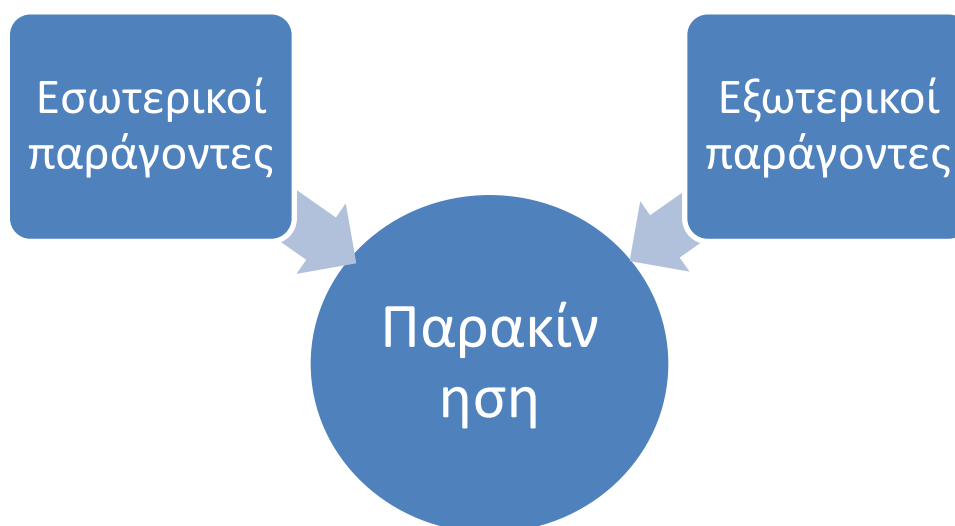 Εσωτερικοί
παράγοντες
Εξωτερικοί
παράγοντες
Παρακίν
ηση